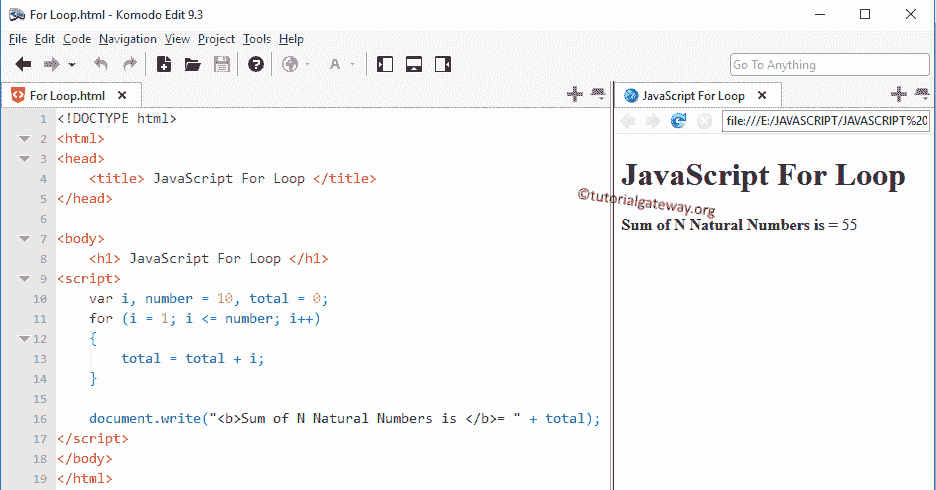 For Loop.html - Komodo Edit 9.3
File Edit Code Navigation View Project Tools Help
A
Go To Anything
For Loop.html
1 <!DOCTYPE html>
2 <html>
3 <head>
4     <title> JavaScript For Loop </title>
5 </head>
6
7 <body>
8     <h1> JavaScript For Loop </h1>
9 <script>
10     var i, number = 10, total = 0;
11     for (i = 1; i <= number; i++)
12     {
13         total = total + i;
14     }
15
16     document.write("<b>Sum of N Natural Numbers is </b>= " + total);
17 </script>
18 </body>
19 </html>
JavaScript For Loop
file:///E:/JAVASCRIPT/JAVASCRIPT%20
JavaScript For Loop
©tutorialgateway.org
Sum of N Natural Numbers is = 55